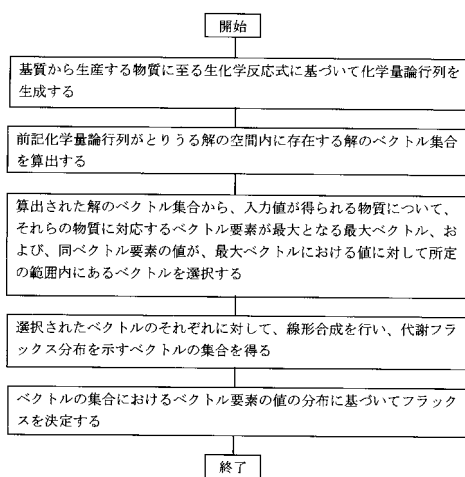 開始
基質から生産する物質に至る生化学反応式に基づいて化学量論行列を
生成する
前記化学量論行列がとりうる解の空間内に存在する解のベクトル集合
を算出する
算出された解のベクトル集合から、入力値が得られる物質について、
それらの物質に対応するベクトル要素が最大となる最大ベクトル、お
よび、同ベクトル要素の値が、最大ベクトルにおける値に対して所定
の範囲内にあるベクトルを選択する
選択されたベクトルのそれぞれに対して、線形合成を行い、代謝フラ
ックス分布を示すベクトルの集合を得る
ベクトルの集合におけるベクトル要素の値の分布に基づいてフラック
スを決定する
終了